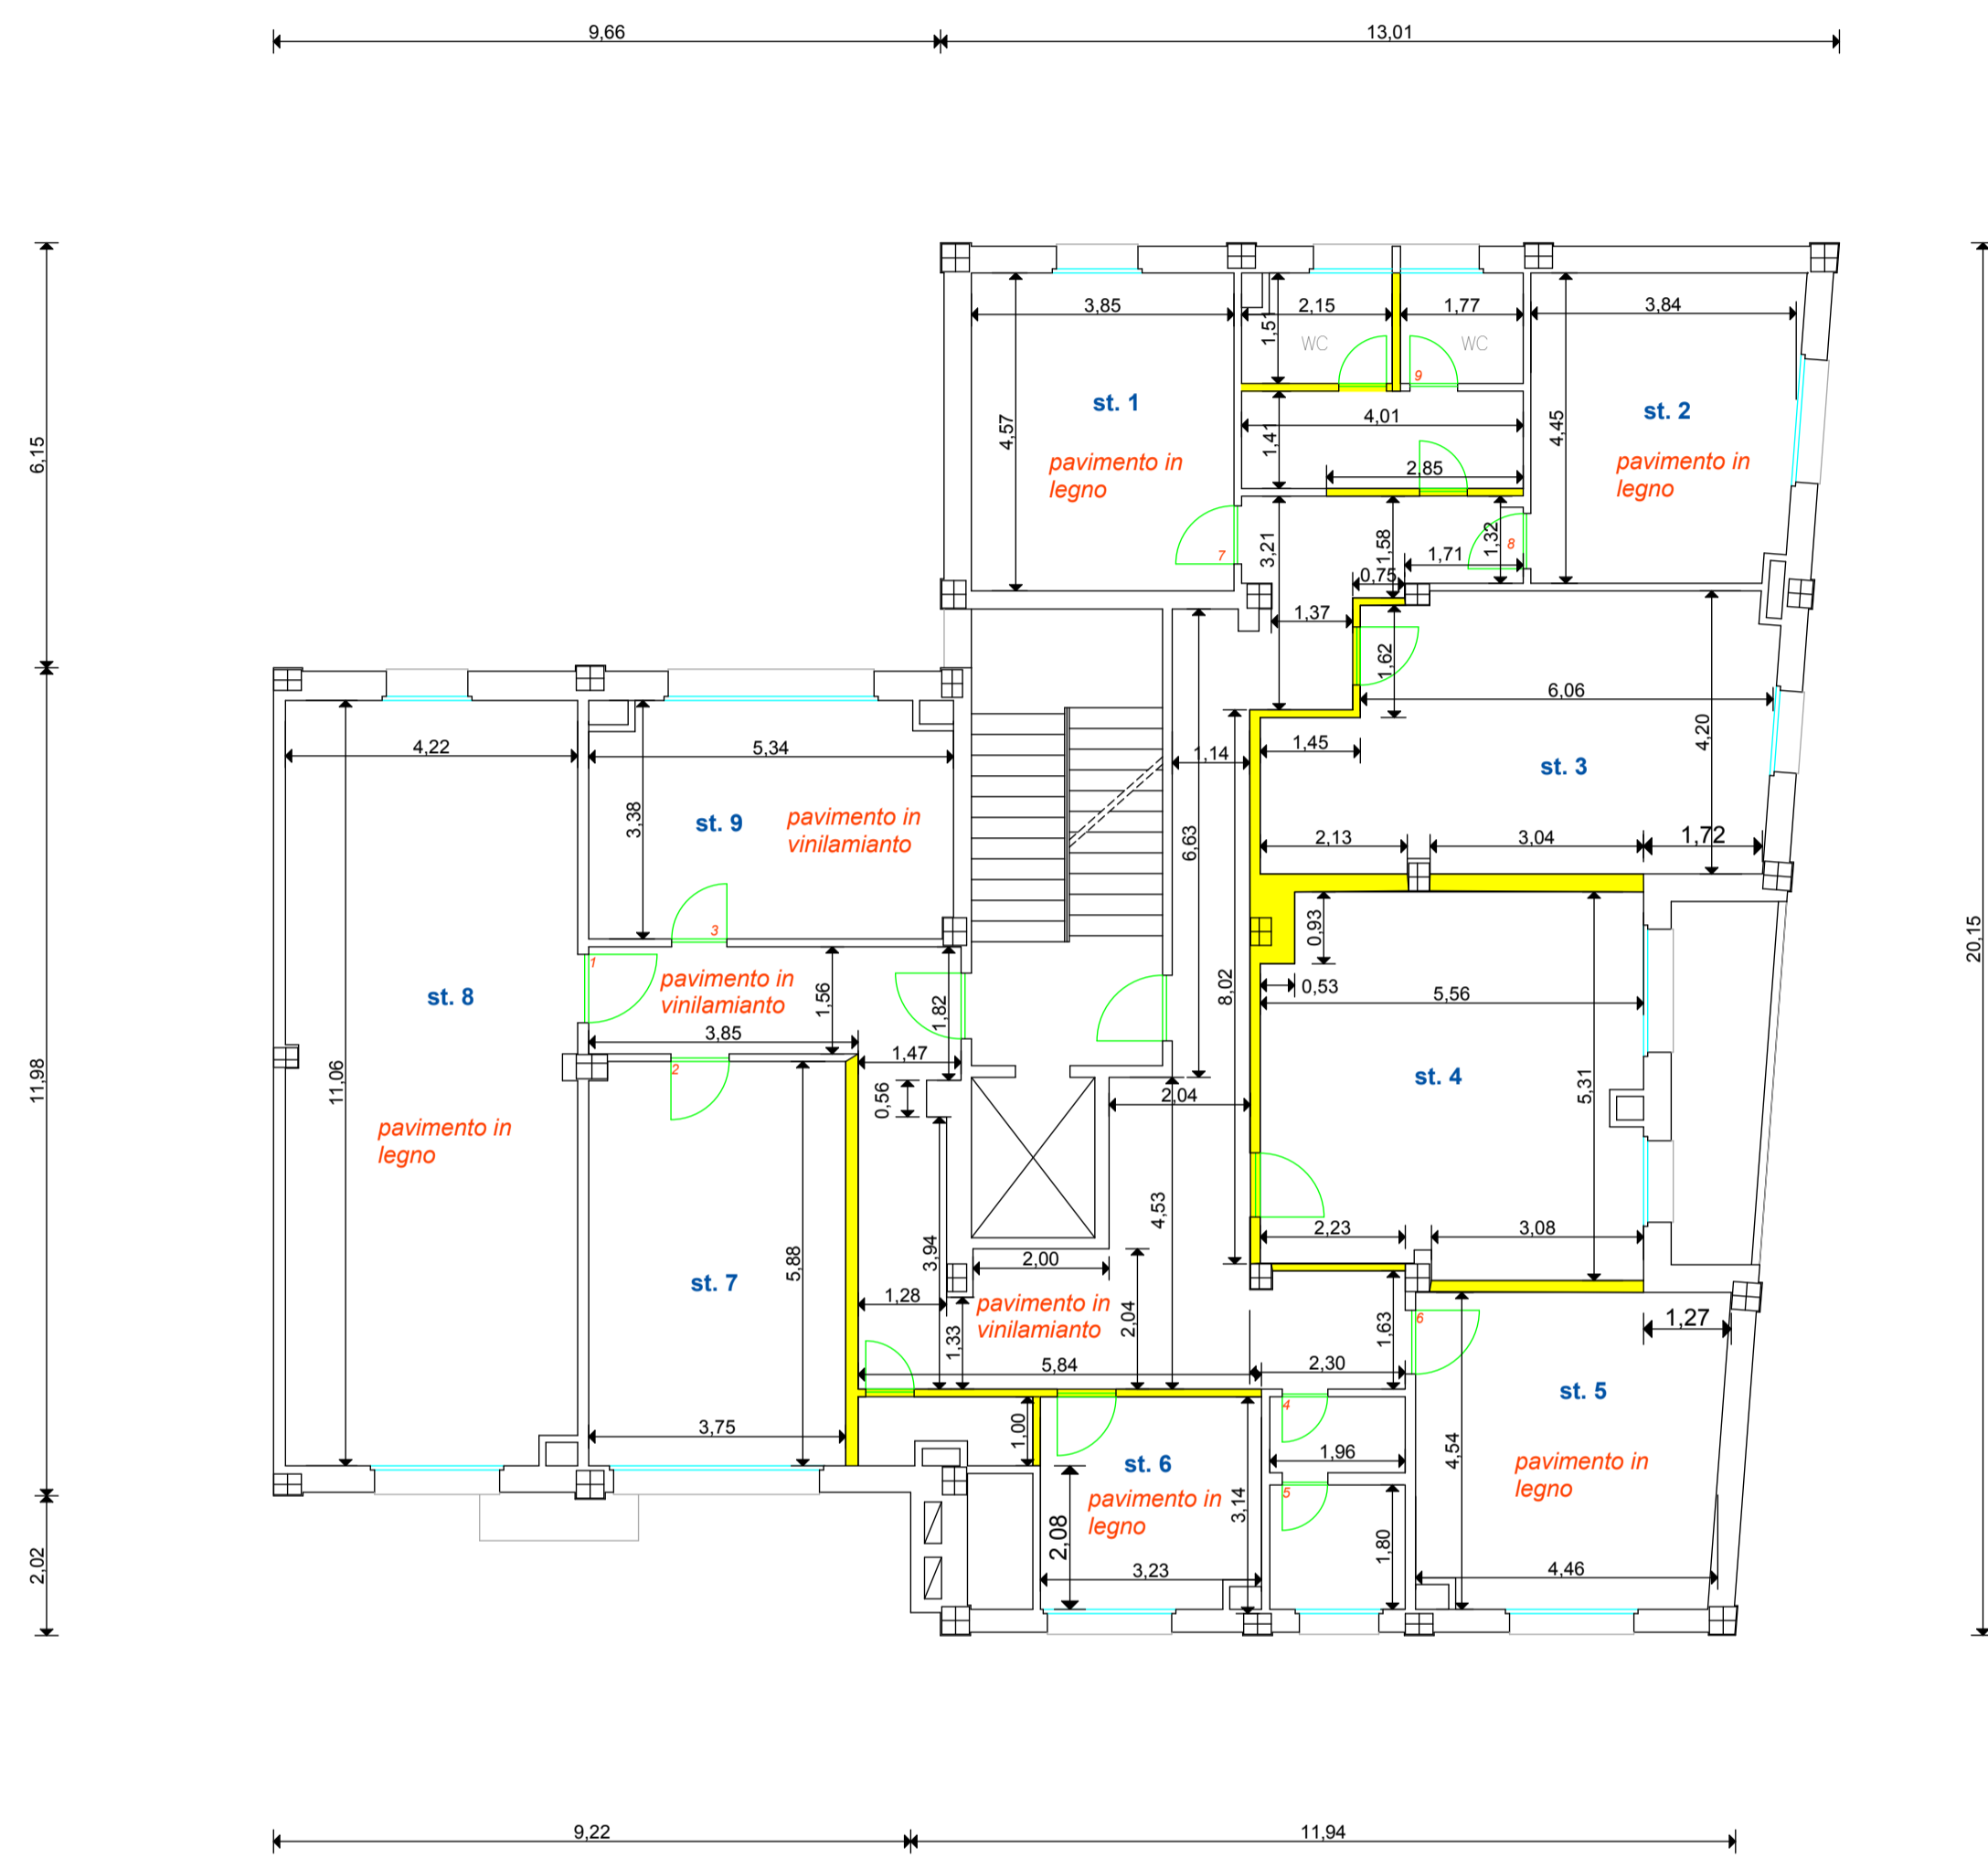 9,66
13,01
6,15
11,98
2,02
20,15
3,85
2,15
1,77
3,84
1,51
WC
WC
9
st. 1
st. 2
4,57
4,01
4,45
1,41
pavimento in
legno
2,85
pavimento in
legno
3,21
1,58
1,32
8
7
1,71
0,75
1,37
1,62
6,06
4,20
4,22
5,34
1,14
1,45
st. 3
3,38
st. 9
pavimento in
vinilamianto
6,63
2,13
3,04
1,72
0,93
3
1
pavimento in
vinilamianto
1,56
1,82
8,02
0,53
5,56
st. 8
3,85
1,47
2
11,06
0,56
2,04
st. 4
5,31
pavimento in
legno
4,53
3,94
5,88
2,00
2,23
3,08
st. 7
1,28
pavimento in
vinilamianto
2,04
1,33
1,63
6
1,27
5,84
2,30
st. 5
4
3,75
1,00
1,96
4,54
st. 6
pavimento in
legno
pavimento in
legno
5
3,14
2,08
1,80
3,23
4,46
9,22
11,94